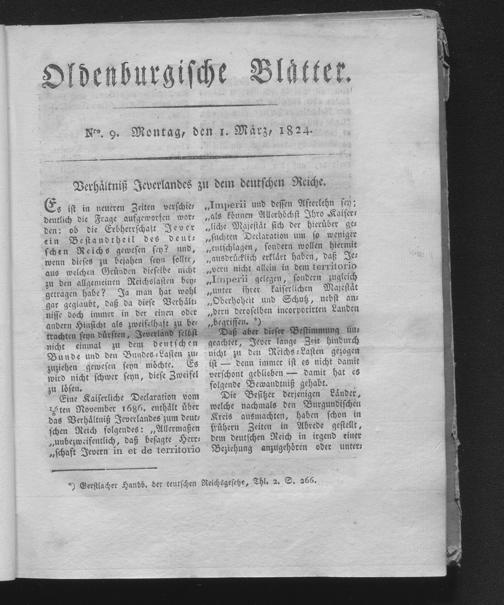 Oldenburgische Blätter.
Nro. 9. Montag, den 1. März, 1824.
Verhältniß Jeverlandes zu dem deutschen Reiche.
Es ist in neueren Zeiten verschie-
dentlich die Frage aufgeworfen wor-
den: ob die Erbherrschaft Jever
ein Bestandtheil des deut-
schen Reichs gewesen sey? und,
wenn dieses zu bejahen seyn sollte,
aus welchen Gründen dieselbe nicht
zu den allgemeinen Reichslasten bey-
getragen habe? Ja man hat wohl
gar geglaubt, daß da diese Verhält-
nisse doch immer in der einen oder
andern Hinsicht als zweifelhaft zu be-
trachten seyn dürften, Jeverland selbst
nicht einmal zu dem deutschen
Bunde und den Bundes-Lasten zu-
zuziehen gewesen seyn möchte. Es
wird nicht schwer seyn, diese Zweifel
zu lösen.
Eine Kaiserliche Declaration vom
ten November 1686. enthält über
das Verhältniß Jeverlandes zum deut-
schen Reich folgendes: „Allermaßen
„unbezweifentlich, daß besagte Herr-
„schaft Jevern in et de territorio
„Imperii und dessen Afterlehn sey;
„als können Allerhöchst Ihro Kaiser-
„liche Majestät sich der hierüber ge-
„suchten Declaration um so weniger
„entschlagen, sondern wollen hiermit
„ausdrücklich erklärt haben, daß Je-
„vern nicht allein in dem territorio
„Imperii gelegen, sondern zugleich
„unter ihrer kaiserlichen Majestät
„Oberhoheit und Schutz, nebst an-
„dern derselben incorporirten Landen
„begriffen. *)
Daß aber dieser Bestimmung un-
geachtet, Jever lange Zeit hindurch
nicht zu den Reichs-Lasten gezogen
ist — denn immer ist es nicht damit
verschont geblieben — damit hat es
folgende Bewandtniß gehabt.
Die Besitzer derjenigen Länder,
welche nachmals den Burgundischen
Kreis ausmachten, haben schon in
frühern Zeiten in Abrede gestellt,
dem deutschen Reich in irgend einer
Beziehung anzugehören oder unter-
*) Gerstlacher Handb. der teutschen Reichsgesetze, Thl. 2. S. 266.